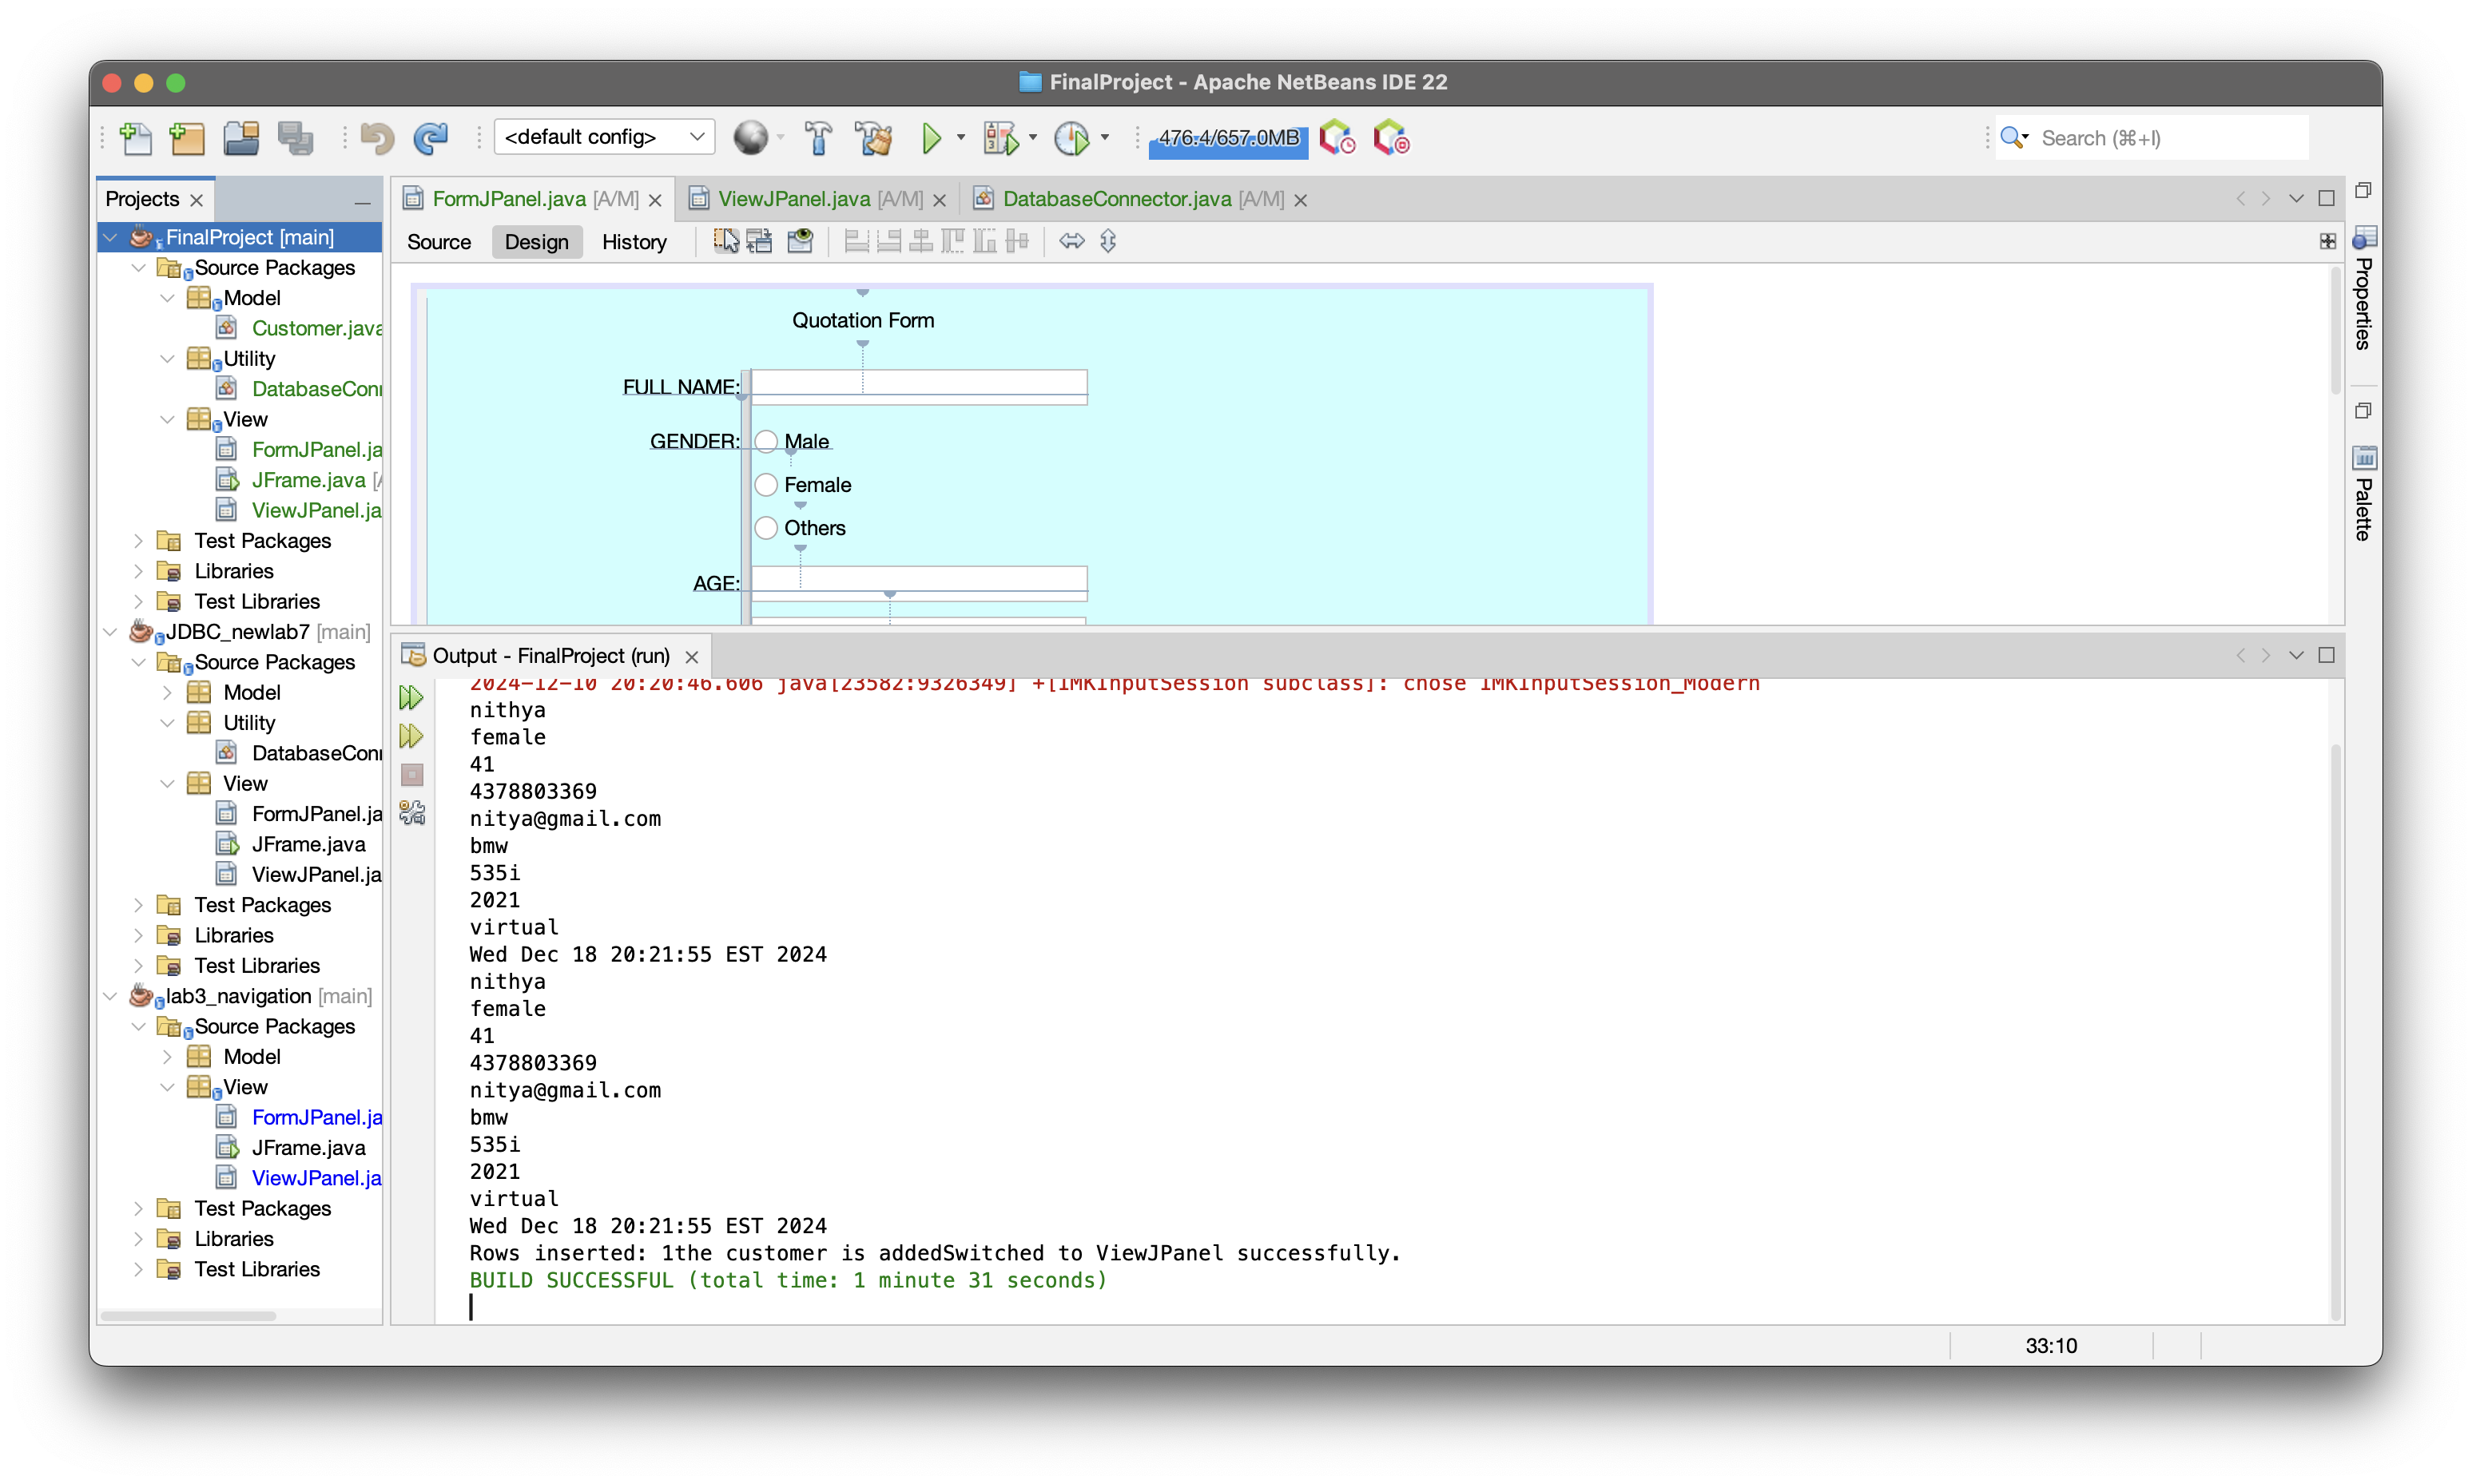 FinalProject - Apache NetBeans IDE 22
<default config>
476.4/657.0MB
Search (⌘+I)
Projects
FinalProject [main]
Source Packages
Model
Customer.java
Utility
DatabaseConn
View
FormJPanel.ja
JFrame.java [A
ViewJPanel.ja
Test Packages
Libraries
Test Libraries
JDBC_newlab7 [main]
Source Packages
Model
Utility
DatabaseConn
View
FormJPanel.ja
JFrame.java
ViewJPanel.ja
Test Packages
Libraries
Test Libraries
lab3_navigation [main]
Source Packages
Model
View
FormJPanel.ja
JFrame.java
ViewJPanel.ja
Test Packages
Libraries
Test Libraries
FormJPanel.java [A/M] ViewJPanel.java [A/M] DatabaseConnector.java [A/M]
Source Design History
Quotation Form
FULL NAME:
GENDER: Male
Female
Others
AGE:
Properties
Palette
Output - FinalProject (run)
2024-12-10 20:20:46.606 java[23582:9326349] +[IMKInputSession subclass]: chose IMKInputSession_Modern
nithya
female
41
4378803369
nitya@gmail.com
bmw
535i
2021
virtual
Wed Dec 18 20:21:55 EST 2024
nithya
female
41
4378803369
nitya@gmail.com
bmw
535i
2021
virtual
Wed Dec 18 20:21:55 EST 2024
Rows inserted: 1the customer is addedSwitched to ViewJPanel successfully.
BUILD SUCCESSFUL (total time: 1 minute 31 seconds)
33:10